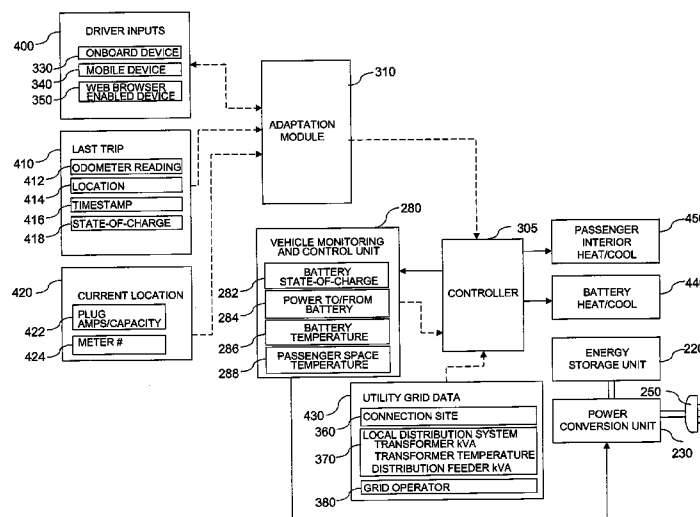 400
DRIVER INPUTS
330
ONBOARD DEVICE
340
MOBILE DEVICE
350
WEB BROWSER
ENABLED DEVICE
410
LAST TRIP
412
ODOMETER READING
414
LOCATION
416
TIMESTAMP
418
STATE-OF-CHARGE
420
CURRENT LOCATION
422
PLUG
AMPS/CAPACITY
424
METER #
310
ADAPTATION
MODULE
280
VEHICLE MONITORING
AND CONTROL UNIT
282
BATTERY
STATE-OF-CHARGE
284
POWER TO/FROM
BATTERY
286
BATTERY
TEMPERATURE
288
PASSENGER SPACE
TEMPERATURE
305
CONTROLLER
430
UTILITY GRID DATA
360
CONNECTION SITE
370
LOCAL DISTRIBUTION SYSTEM
TRANSFORMER kVA
TRANSFORMER TEMPERATURE
DISTRIBUTION FEEDER kVA
380
GRID OPERATOR
450
PASSENGER
INTERIOR
HEAT/COOL
440
BATTERY
HEAT/COOL
220
ENERGY
STORAGE UNIT
250
POWER
CONVERSION UNIT
230